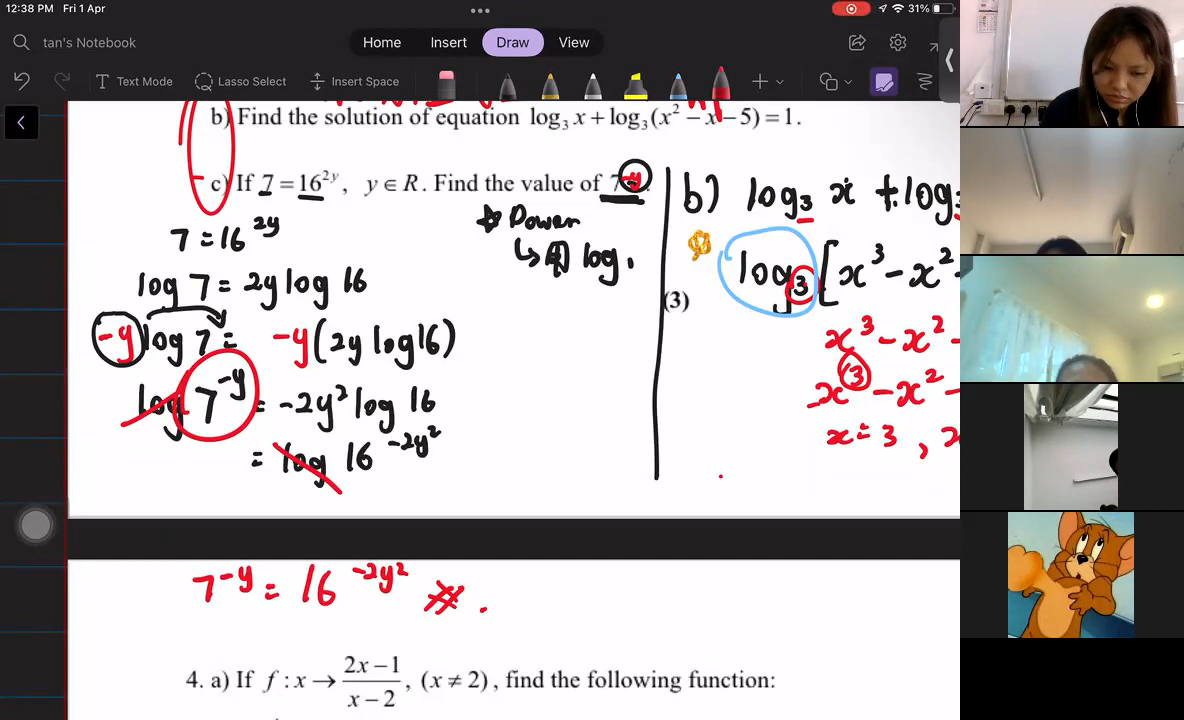 12:38 PM Fri 1 Apr
31%
tan's Notebook
Home Insert Draw View
Text Mode Lasso Select Insert Space
b) Find the solution of equation log₃ x + log₃(x² − x − 5) = 1.
c) If 7 = 16^{2y}, y ∈ R. Find the value of 7^{-y}.
7 = 16^{2y}
log 7 = 2y log 16
-y log 7 = -y(2y log 16)
log 7^{-y} = -2y² log 16
= log 16^{-2y²}
Power
↳ log
(3)
b) log₃ x + log₃
log₃ [x³ − x²
x³ − x² -
x³ − x² -
x = 3,
7^{-y} = 16^{-2y²}
4. a) If f : x → (2x − 1)/(x − 2), (x ≠ 2), find the following function: